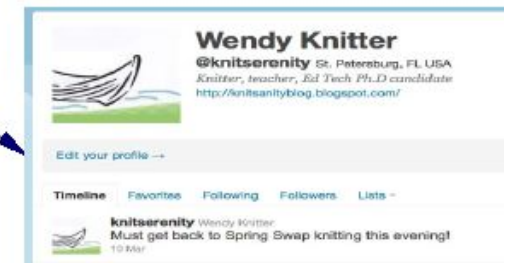 Wendy Knitter
@knitserenity St. Petersburg, FL USA
Knitter, teacher, Ed Tech Ph.D candidate
http://knitsanityblog.blogspot.com/
Edit your profile →
Timeline Favorites Following Followers Lists
knitserenity Wendy Knitter
Must get back to Spring Swap knitting this evening!
10 Mar